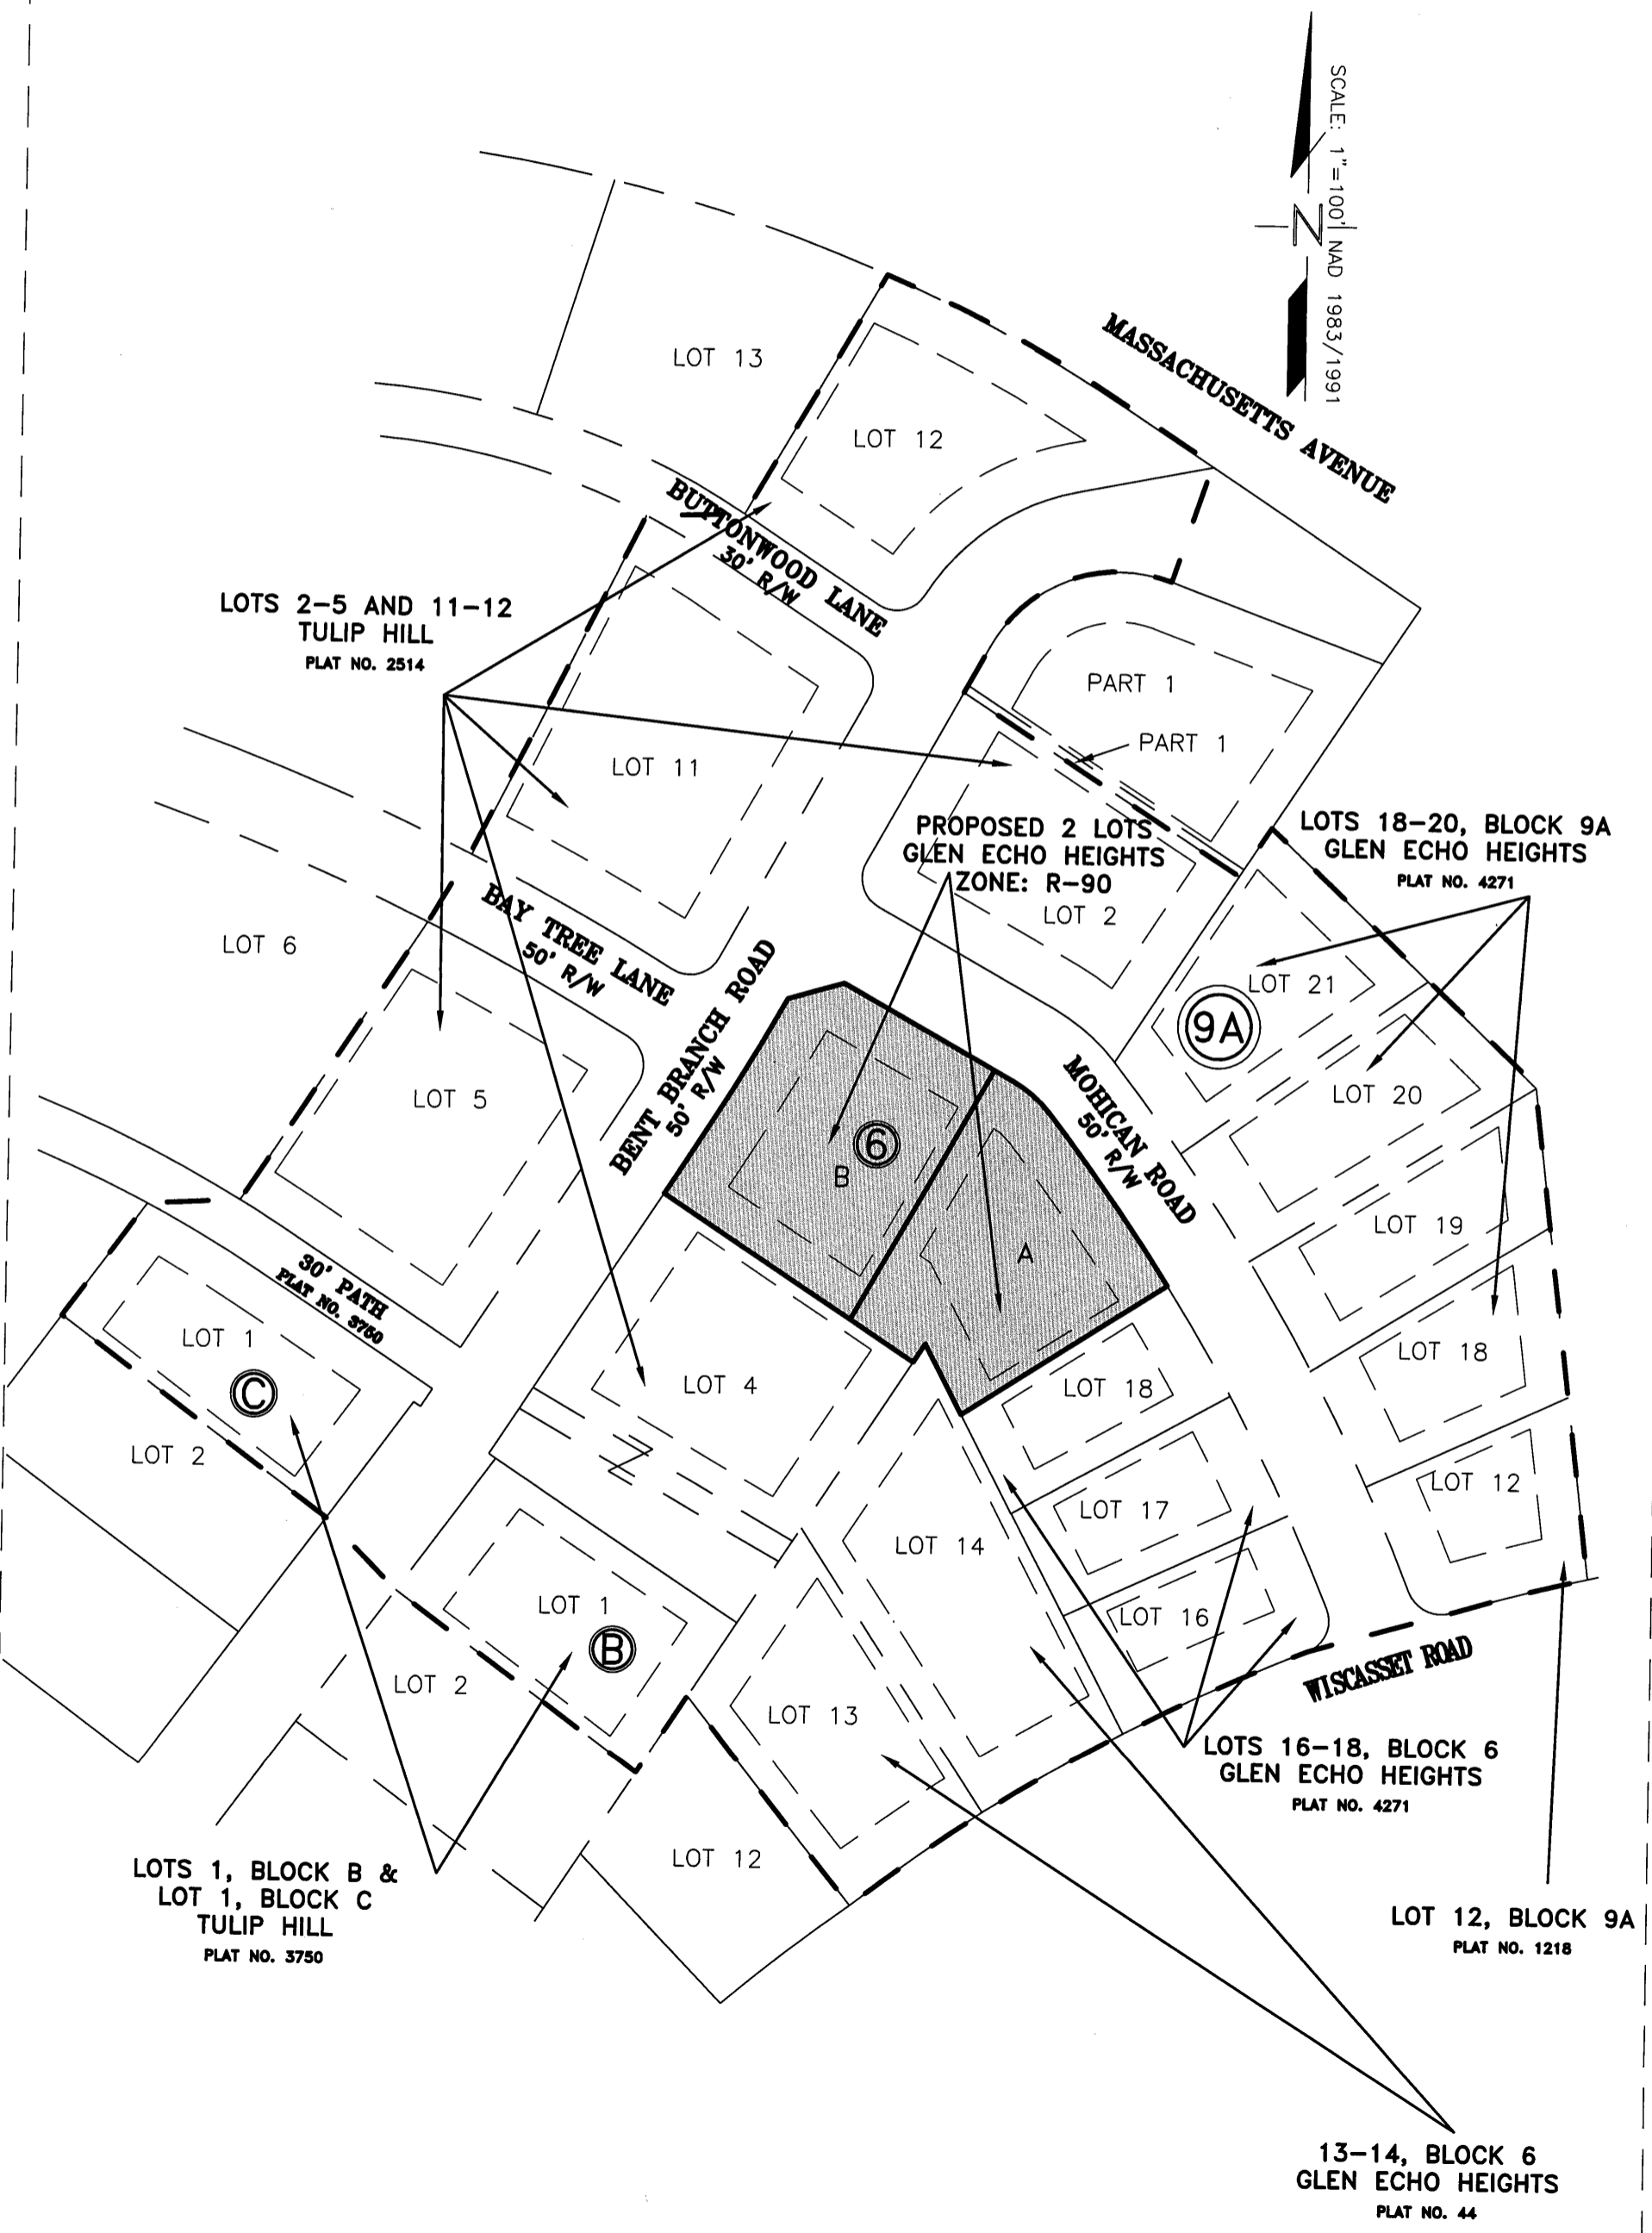 SCALE: 1"=100' NAD 1983/1991
N
MASSACHUSETTS AVENUE
LOT 13
LOT 12
BUTTONWOOD LANE
30' R/W
LOTS 2-5 AND 11-12
TULIP HILL
PLAT NO. 2514
PART 1
PART 1
LOT 11
PROPOSED 2 LOTS
GLEN ECHO HEIGHTS
ZONE: R-90
LOTS 18-20, BLOCK 9A
GLEN ECHO HEIGHTS
PLAT NO. 4271
LOT 2
LOT 6
BAY TREE LANE
50' R/W
LOT 21
9A
BENT BRANCH ROAD
50' R/W
MOHICAN ROAD
50' R/W
LOT 5
LOT 20
6
B
A
LOT 19
30' PATH
PLAT NO. 3750
LOT 1
C
LOT 18
LOT 4
LOT 18
LOT 2
Z
LOT 12
LOT 17
LOT 14
LOT 1
B
LOT 16
LOT 2
LOT 13
WISCASSET ROAD
LOTS 16-18, BLOCK 6
GLEN ECHO HEIGHTS
PLAT NO. 4271
LOT 12
LOTS 1, BLOCK B &
LOT 1, BLOCK C
TULIP HILL
PLAT NO. 3750
LOT 12, BLOCK 9A
PLAT NO. 1218
13-14, BLOCK 6
GLEN ECHO HEIGHTS
PLAT NO. 44